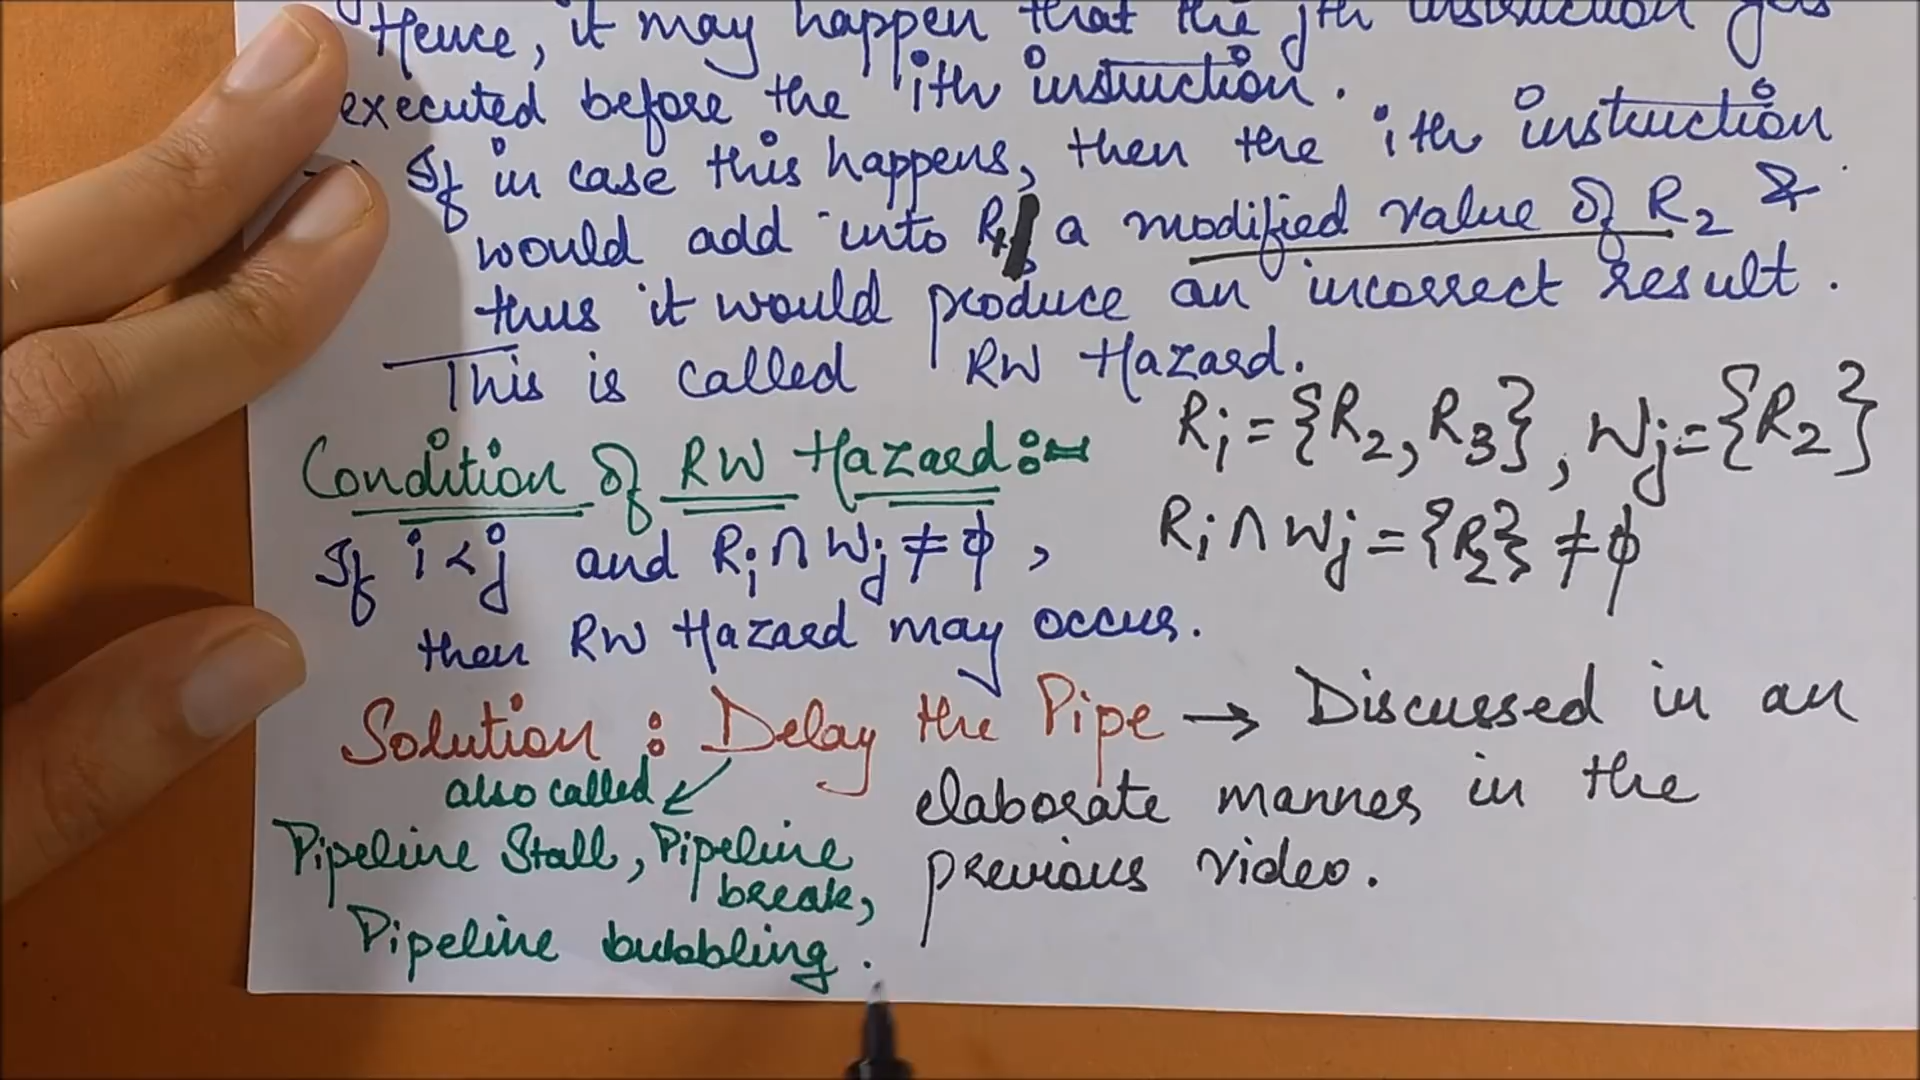 Hence, it may happen that the jth instruction gets
executed before the ith instruction.
→ If in case this happens, then the ith instruction
would add into R1 a modified value of R2 &
thus it would produce an incorrect result.
This is called RW Hazard.
Condition of RW Hazard :-
If i < j and Ri ∩ Wj ≠ ϕ,
then RW Hazard may occur.
Ri = {R2, R3}, Wj = {R2}
Ri ∩ Wj = {R2} ≠ ϕ
Solution : Delay the Pipe → Discussed in an
elaborate manner in the
previous video.
also called
Pipeline Stall, Pipeline
break,
Pipeline bubbling.